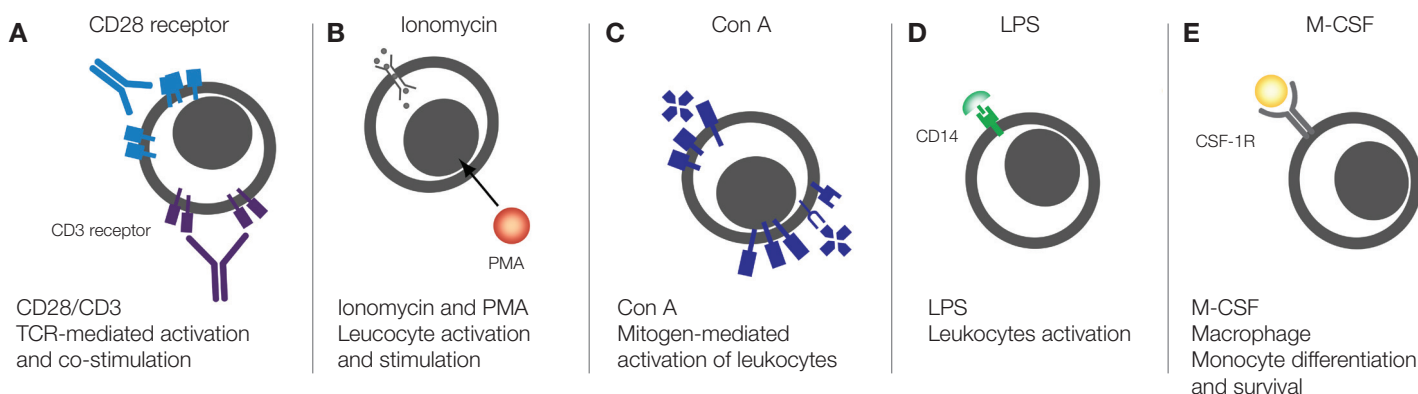 A
CD28 receptor
CD3 receptor
CD28/CD3
TCR-mediated activation
and co-stimulation
B
Ionomycin
PMA
Ionomycin and PMA
Leucocyte activation
and stimulation
C
Con A
Con A
Mitogen-mediated
activation of leukocytes
D
LPS
CD14
LPS
Leukocytes activation
E
M-CSF
CSF-1R
M-CSF
Macrophage
Monocyte differentiation
and survival